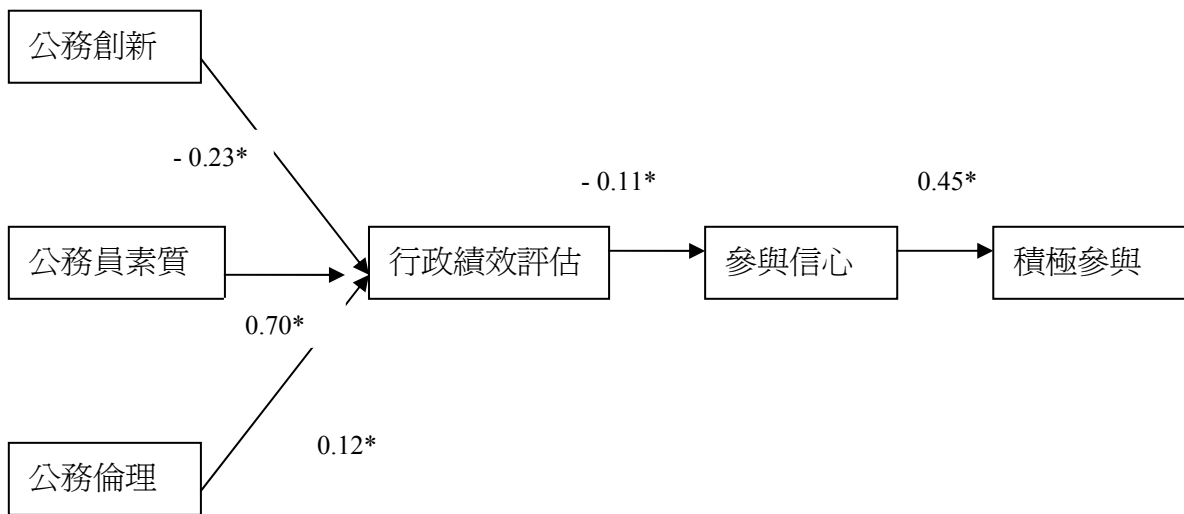 公務創新
- 0.23*
- 0.11*
0.45*
公務員素質
行政績效評估
參與信心
積極參與
0.70*
0.12*
公務倫理